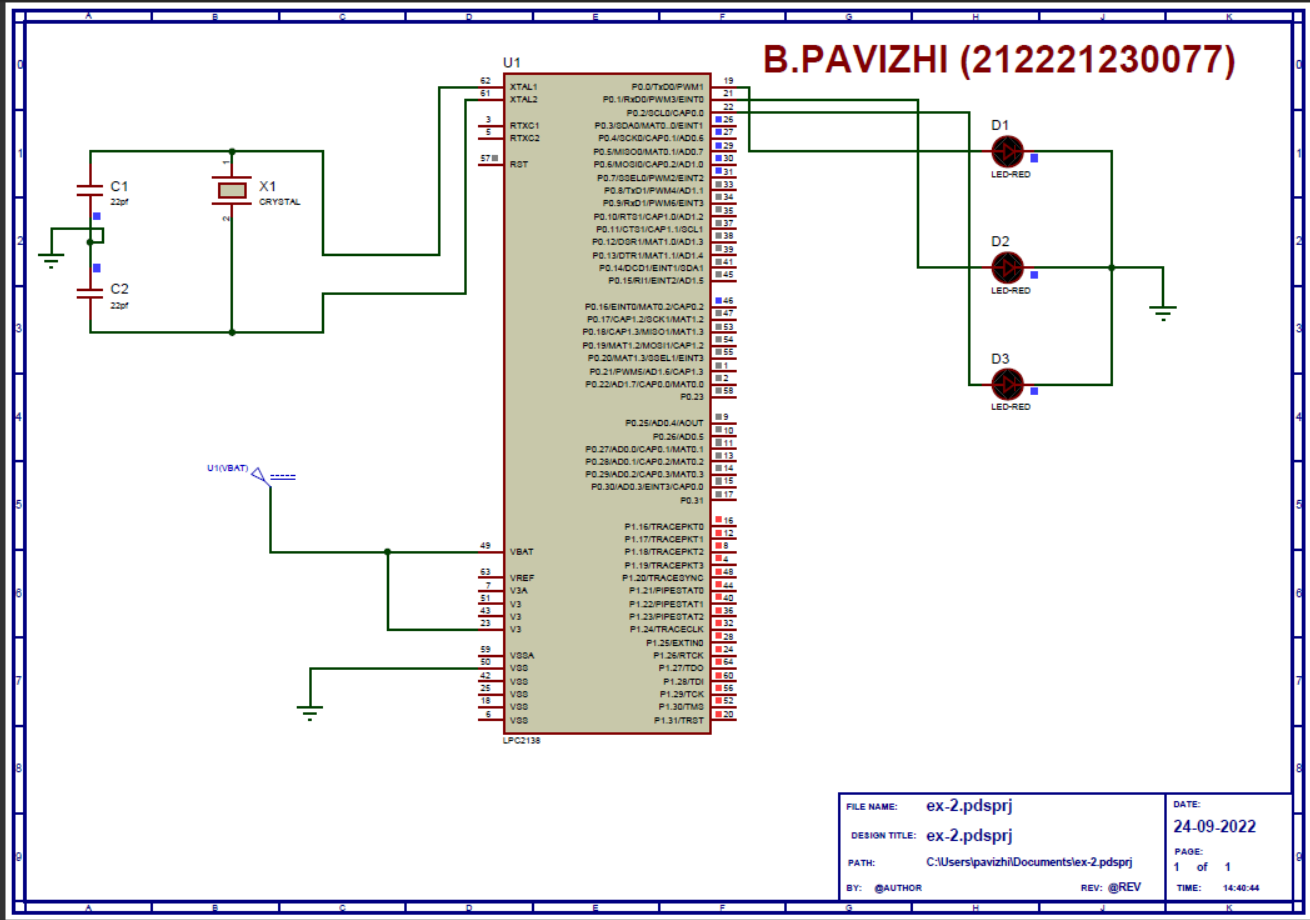 A B C D E F G H J K
B.PAVIZHI (212221230077)
U1
62 XTAL1
61 XTAL2
3 RTXC1
5 RTXC2
57 RST
49 VBAT
63 VREF
7 V3A
51 V3
43 V3
23 V3
59 VSSA
50 VSS
42 VSS
25 VSS
18 VSS
6 VSS
P0.0/TxD0/PWM1 19
P0.1/RxD0/PWM3/EINT0 21
P0.2/SCL0/CAP0.0 22
P0.3/SDA0/MAT0..0/EINT1 26
P0.4/SCK0/CAP0.1/AD0.6 27
P0.5/MISO0/MAT0.1/AD0.7 29
P0.6/MOSI0/CAP0.2/AD1.0 30
P0.7/SSEL0/PWM2/EINT2 31
P0.8/TxD1/PWM4/AD1.1 33
P0.9/RxD1/PWM6/EINT3 34
P0.10/RTS1/CAP1.0/AD1.2 35
P0.11/CTS1/CAP1.1/SCL1 37
P0.12/DSR1/MAT1.0/AD1.3 38
P0.13/DTR1/MAT1.1/AD1.4 39
P0.14/DCD1/EINT1/SDA1 41
P0.15/RI1/EINT2/AD1.5 45
P0.16/EINT0/MAT0.2/CAP0.2 46
P0.17/CAP1.2/SCK1/MAT1.2 47
P0.18/CAP1.3/MISO1/MAT1.3 53
P0.19/MAT1.2/MOSI1/CAP1.2 54
P0.20/MAT1.3/SSEL1/EINT3 55
P0.21/PWM5/AD1.6/CAP1.3 1
P0.22/AD1.7/CAP0.0/MAT0.0 2
P0.23 58
P0.25/AD0.4/AOUT 9
P0.26/AD0.5 10
P0.27/AD0.0/CAP0.1/MAT0.1 11
P0.28/AD0.1/CAP0.2/MAT0.2 13
P0.29/AD0.2/CAP0.3/MAT0.3 14
P0.30/AD0.3/EINT3/CAP0.0 15
P0.31 17
P1.16/TRACEPKT0 16
P1.17/TRACEPKT1 12
P1.18/TRACEPKT2 8
P1.19/TRACEPKT3 4
P1.20/TRACESYNC 48
P1.21/PIPESTAT0 44
P1.22/PIPESTAT1 40
P1.23/PIPESTAT2 36
P1.24/TRACECLK 32
P1.25/EXTIN0 28
P1.26/RTCK 24
P1.27/TDO 64
P1.28/TDI 60
P1.29/TCK 56
P1.30/TMS 52
P1.31/TRST 20
LPC2138
C1
22pf
C2
22pf
1
X1
CRYSTAL
2
U1(VBAT)
D1
LED-RED
D2
LED-RED
D3
LED-RED
0 0
1 1
2 2
3 3
4 4
5 5
6 6
7 7
8 8
9 9
FILE NAME: ex-2.pdsprj
DESIGN TITLE: ex-2.pdsprj
PATH: C:\Users\pavizhi\Documents\ex-2.pdsprj
BY: @AUTHOR REV: @REV
DATE:
24-09-2022
PAGE:
1 of 1
TIME: 14:40:44
A B C D E F G H J K